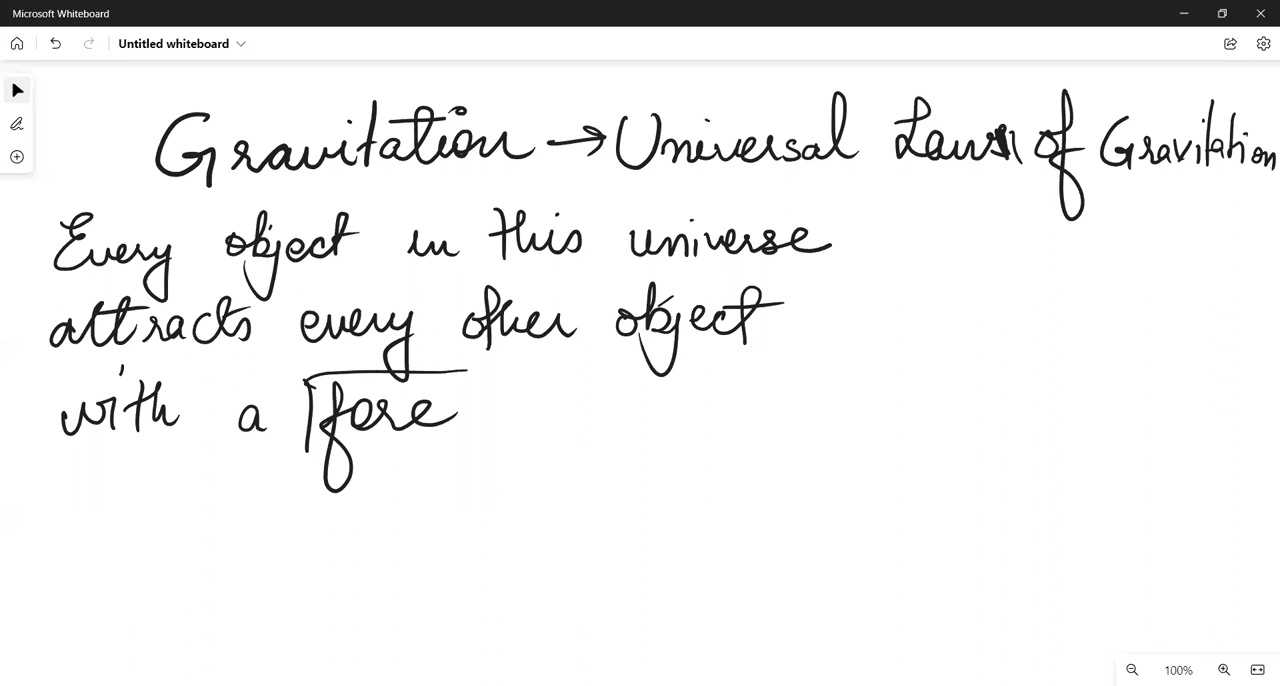 Microsoft Whiteboard
Untitled whiteboard
Gravitation → Universal Laws of Gravitation
Every object in this universe
attracts every other object
with a fore
100%